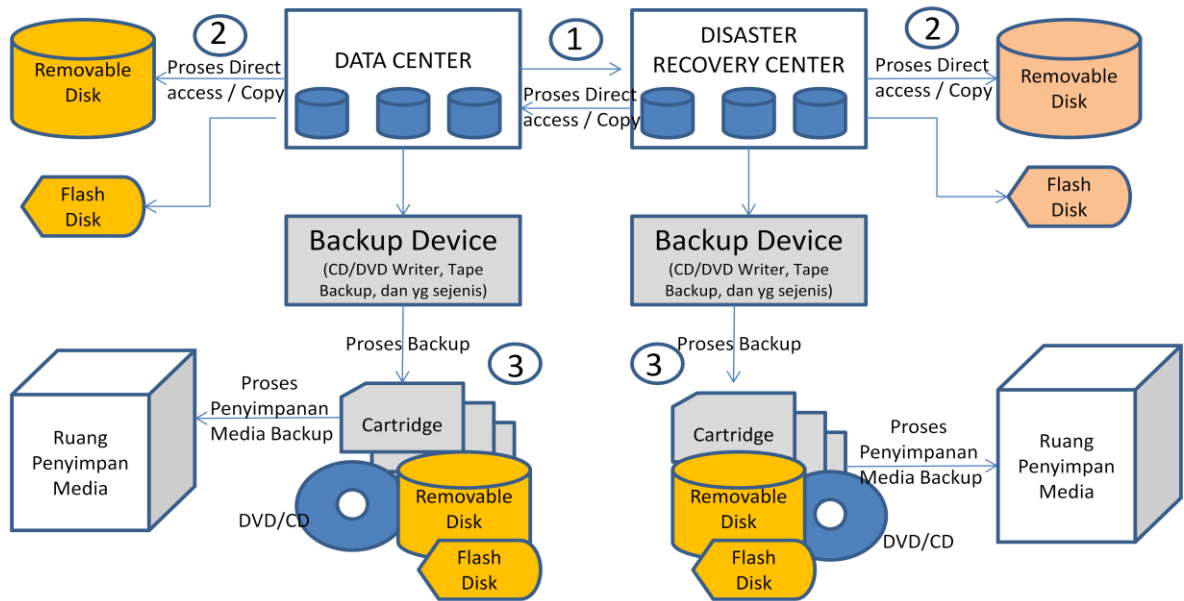 2
Removable
Disk
Proses Direct
access / Copy
DATA CENTER
1
Proses Direct
access / Copy
DISASTER
RECOVERY CENTER
2
Proses Direct
access / Copy
Removable
Disk
Flash
Disk
Flash
Disk
Backup Device
(CD/DVD Writer, Tape
Backup, dan yg sejenis)
Backup Device
(CD/DVD Writer, Tape
Backup, dan yg sejenis)
Proses Backup
3
3
Proses Backup
Ruang
Penyimpan
Media
Proses
Penyimpanan
Media Backup
Cartridge
DVD/CD
Removable
Disk
Flash
Disk
Cartridge
Removable
Disk
Flash
Disk
DVD/CD
Proses
Penyimpanan
Media Backup
Ruang
Penyimpan
Media